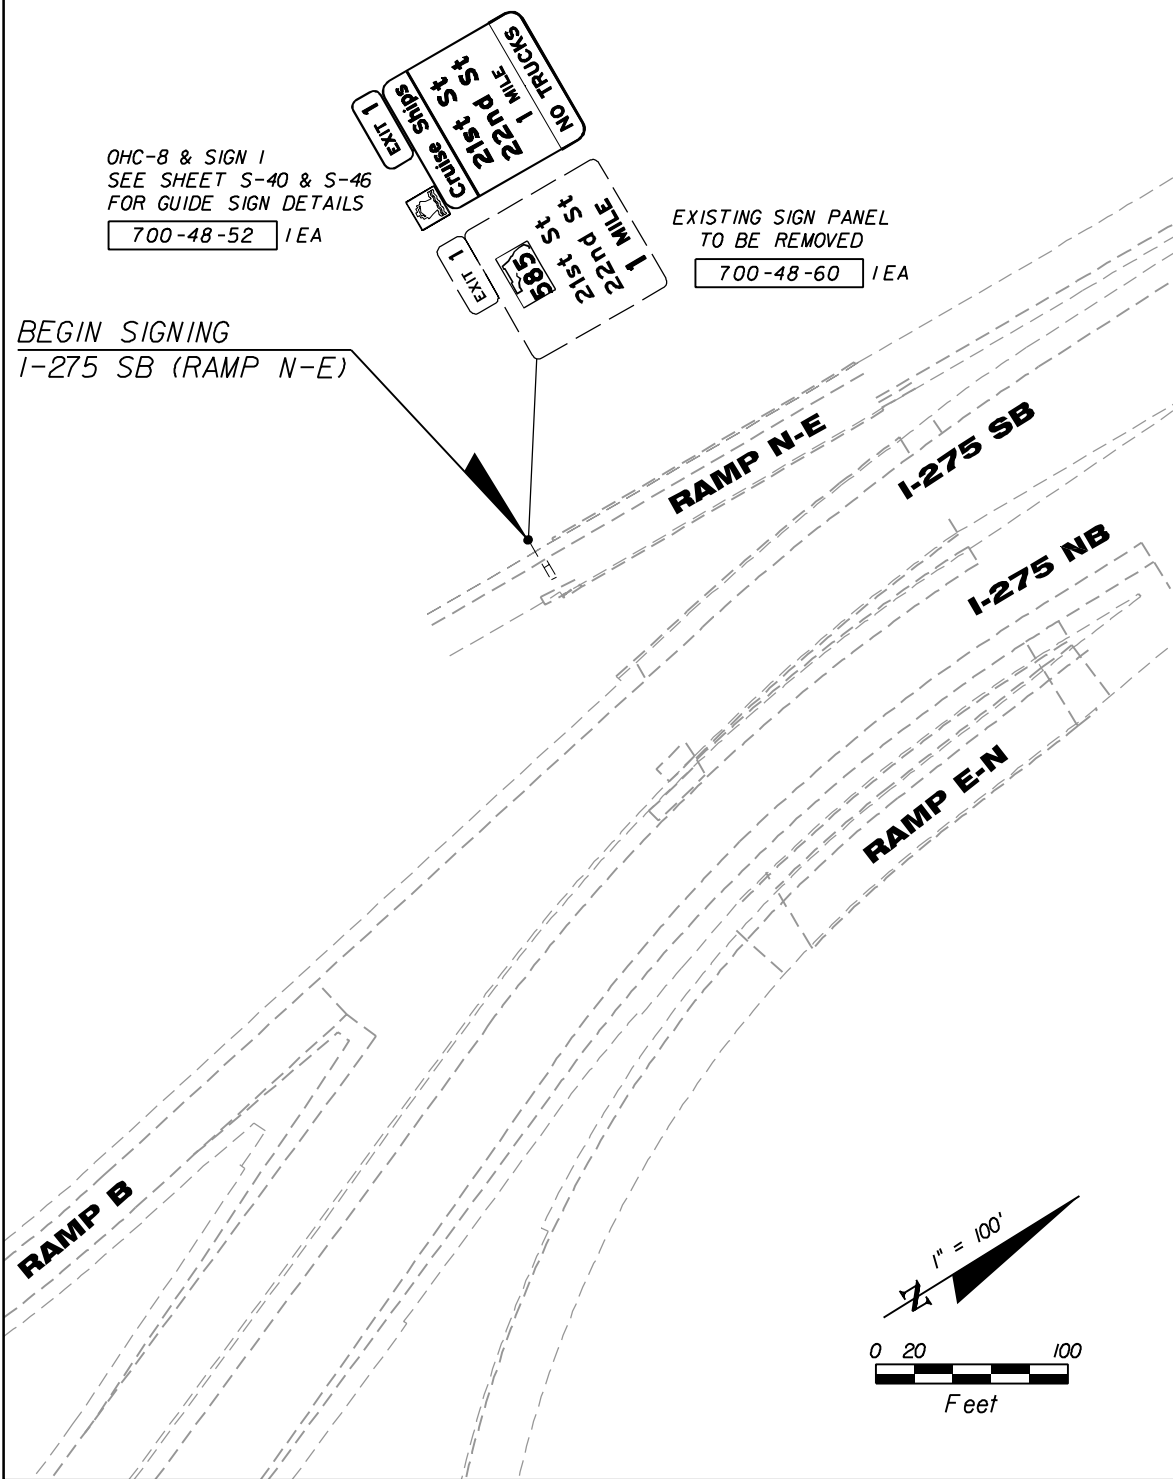 EXIT 1
Cruise Ships
21st St
22nd St
1 MILE
NO TRUCKS
OHC-8 & SIGN 1
SEE SHEET S-40 & S-46
FOR GUIDE SIGN DETAILS
700-48-52 1 EA
EXIT 1
585
21st St
22nd St
1 MILE
EXISTING SIGN PANEL
TO BE REMOVED
700-48-60 1 EA
BEGIN SIGNING
I-275 SB (RAMP N-E)
RAMP N-E
I-275 SB
I-275 NB
RAMP E-N
RAMP B
1" = 100'
N
0 20 100
Feet